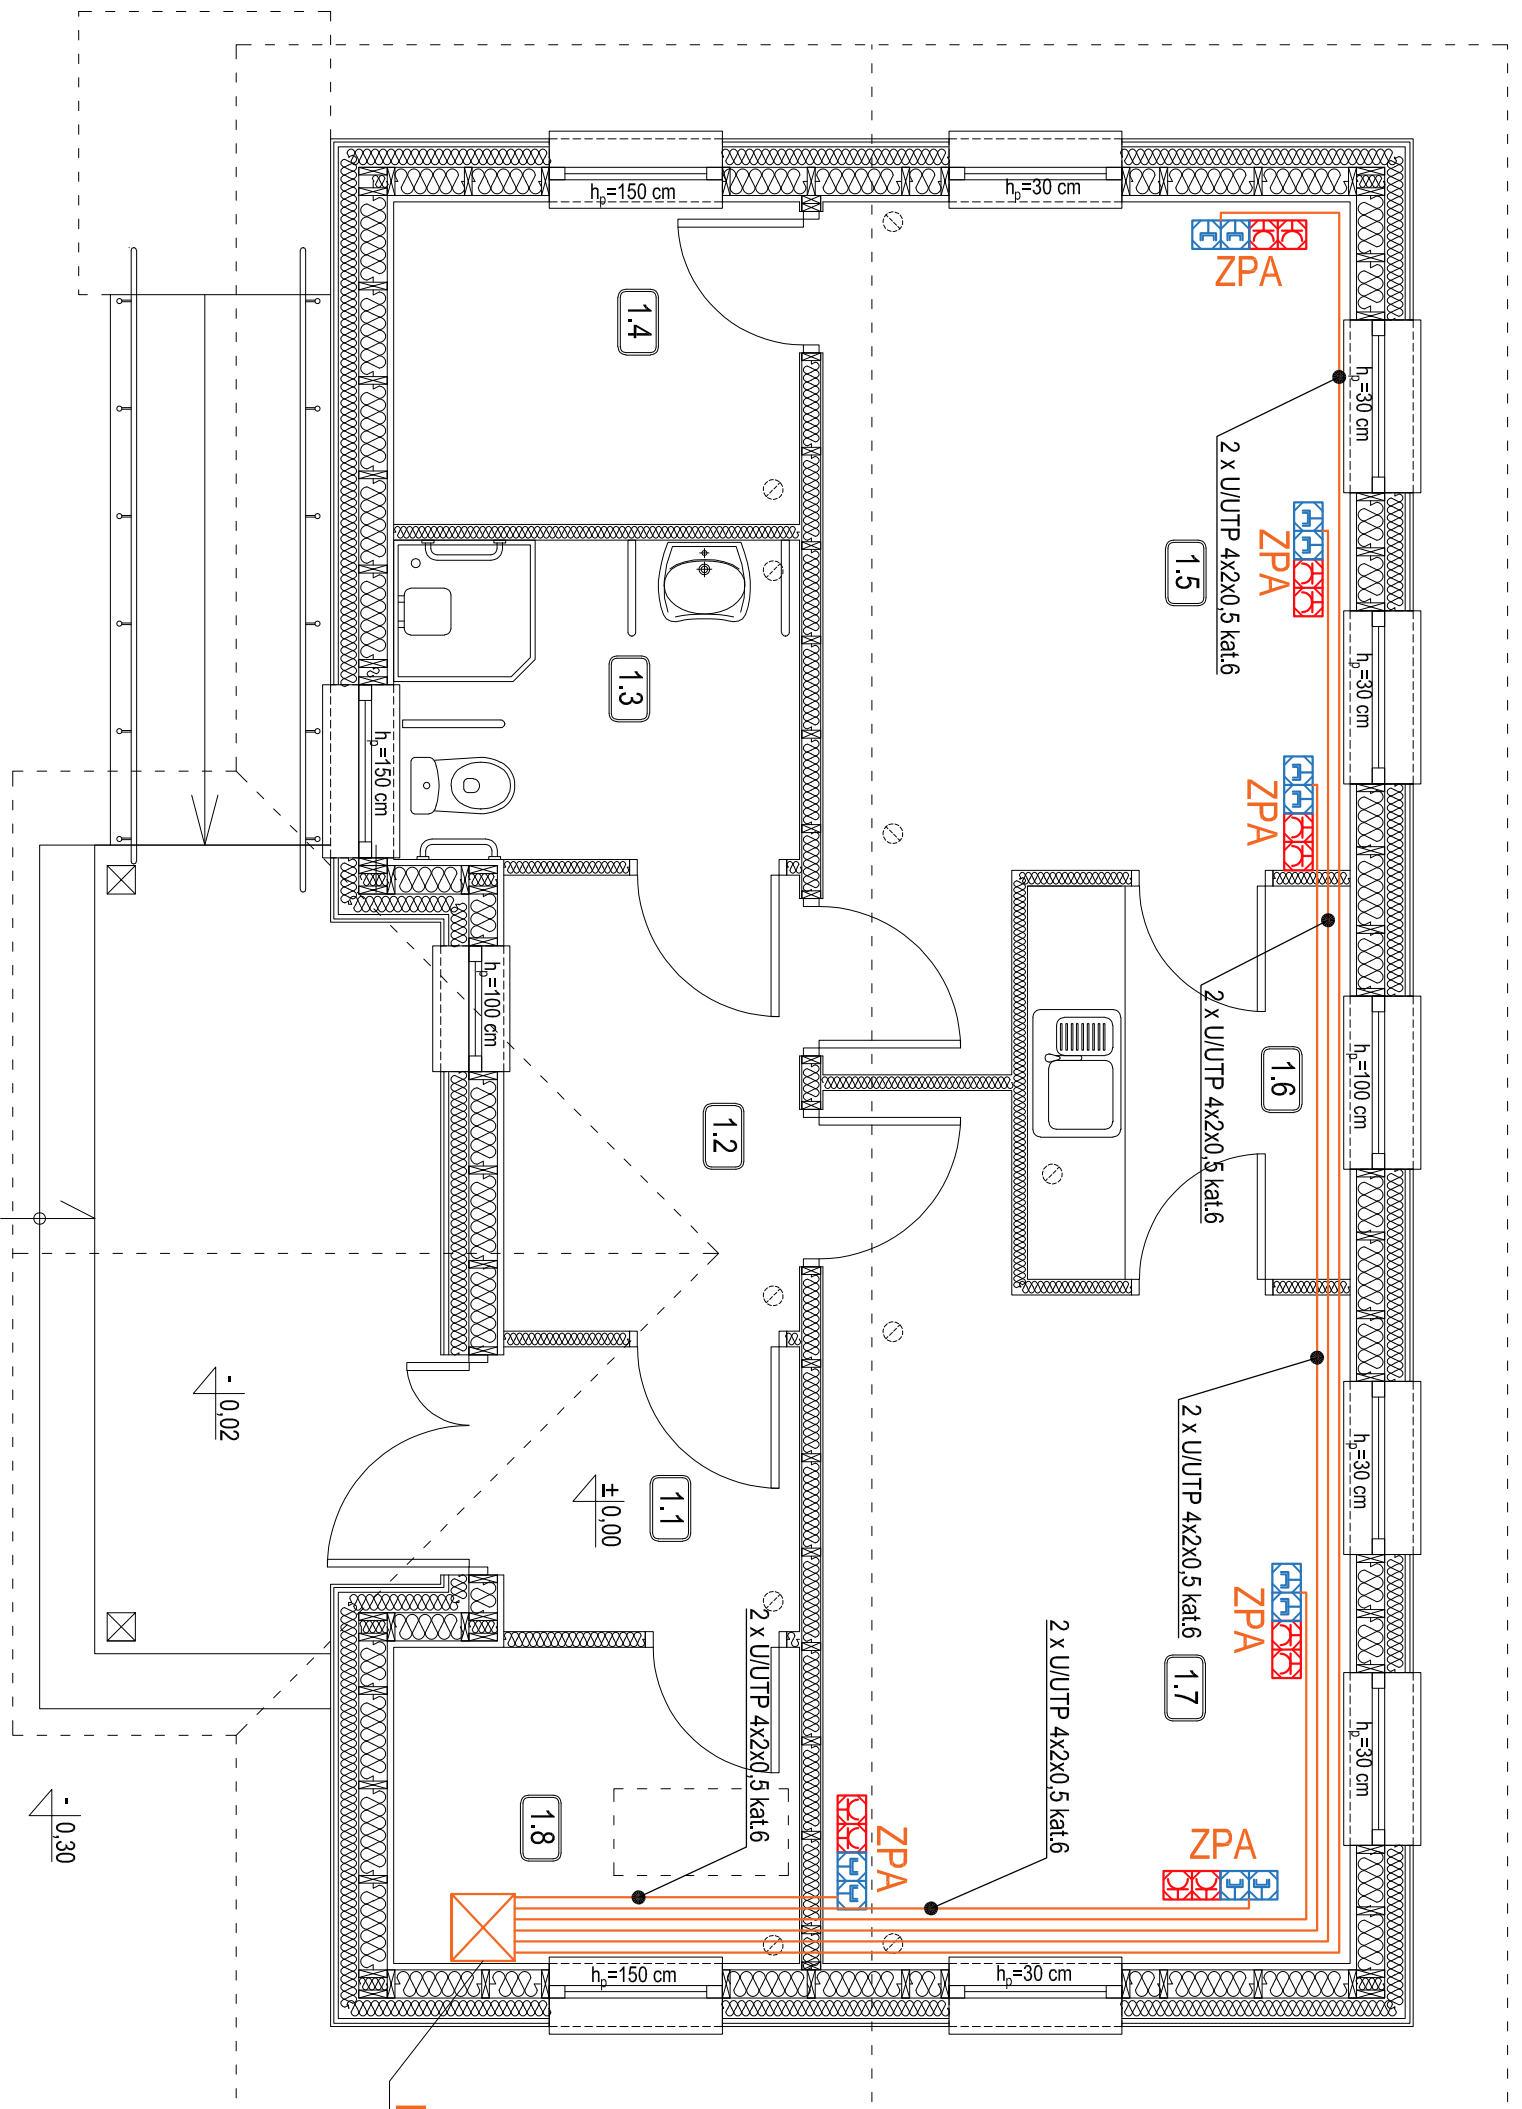 hp=150 cm
hp=30 cm
ZPA
1.4
hp=30 cm
2 x U/UTP 4x2x0,5 kat.6
ZPA
1.5
1.3
hp=30 cm
hp=150 cm
ZPA
hp=100 cm
2 x U/UTP 4x2x0,5 kat.6
1.6
hp=100 cm
1.2
- 0,02
± 0,00
1.1
2 x U/UTP 4x2x0,5 kat.6
hp=30 cm
ZPA
1.7
2 x U/UTP 4x2x0,5 kat.6
2 x U/UTP 4x2x0,5 kat.6
hp=30 cm
- 0,30
1.8
ZPA
ZPA
hp=150 cm
hp=30 cm